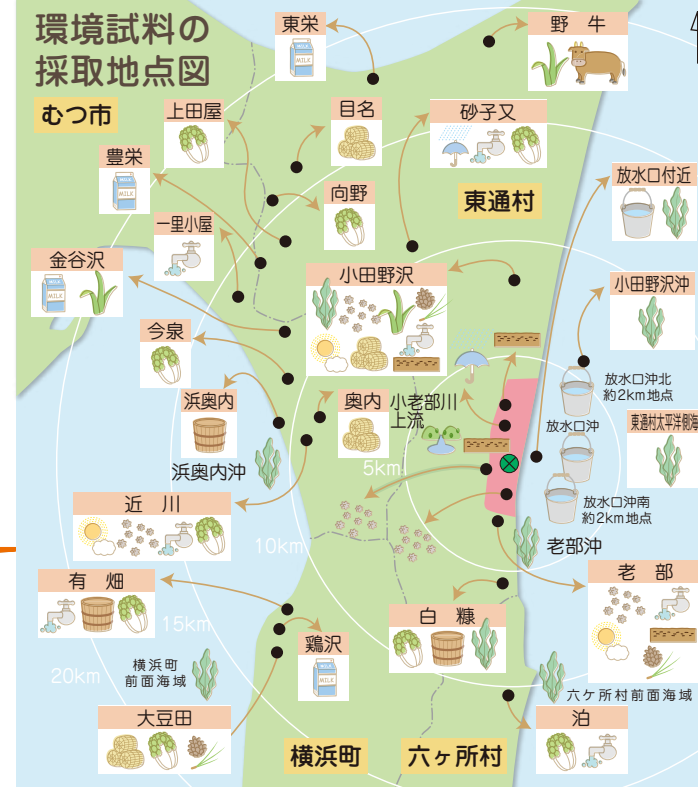 環境試料の
採取地点図
東栄
MILK
野 牛
むつ市
上田屋
目名
砂子又
豊栄
MILK
向野
東通村
放水口付近
一里小屋
金谷沢
MILK
小田野沢
小田野沢沖
今泉
浜奥内
奥内
小老部川
上流
放水口沖北
約2km地点
放水口沖
東通村太平洋側海
5km
浜奥内沖
近 川
放水口沖南
約2km地点
10km
老部沖
有 畑
老 部
15km
白 糠
鶏沢
MILK
横浜町
前面海域
20km
六ケ所村前面海域
大豆田
泊
横浜町
六ヶ所村